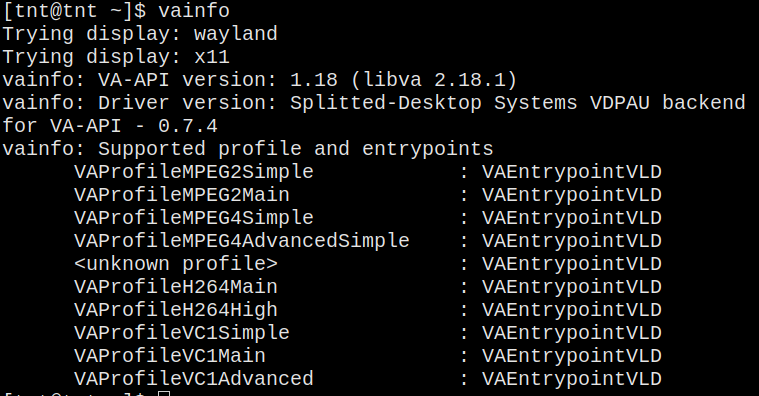 [tnt@tnt ~]$ vainfo
Trying display: wayland
Trying display: x11
vainfo: VA-API version: 1.18 (libva 2.18.1)
vainfo: Driver version: Splitted-Desktop Systems VDPAU backend
for VA-API - 0.7.4
vainfo: Supported profile and entrypoints
VAProfileMPEG2Simple : VAEntrypointVLD
VAProfileMPEG2Main : VAEntrypointVLD
VAProfileMPEG4Simple : VAEntrypointVLD
VAProfileMPEG4AdvancedSimple : VAEntrypointVLD
<unknown profile> : VAEntrypointVLD
VAProfileH264Main : VAEntrypointVLD
VAProfileH264High : VAEntrypointVLD
VAProfileVC1Simple : VAEntrypointVLD
VAProfileVC1Main : VAEntrypointVLD
VAProfileVC1Advanced : VAEntrypointVLD